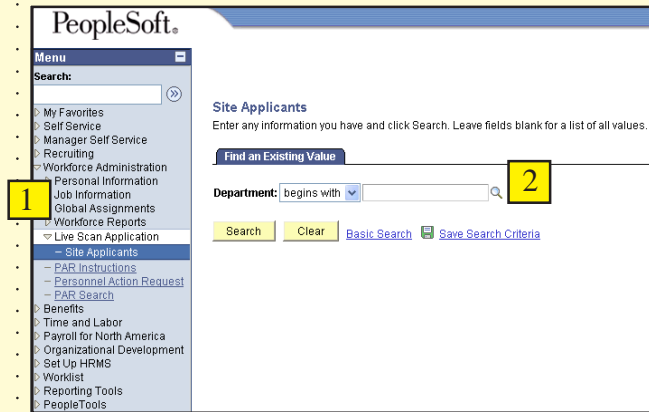 PeopleSoft.
Menu
Search:
My Favorites
Self Service
Manager Self Service
Recruiting
Workforce Administration
Personal Information
Job Information
Global Assignments
Workforce Reports
Live Scan Application
– Site Applicants
– PAR Instructions
– Personnel Action Request
– PAR Search
Benefits
Time and Labor
Payroll for North America
Organizational Development
Set Up HRMS
Worklist
Reporting Tools
PeopleTools
1
Site Applicants
Enter any information you have and click Search. Leave fields blank for a list of all values.
Find an Existing Value
Department: begins with
2
Search Clear Basic Search Save Search Criteria